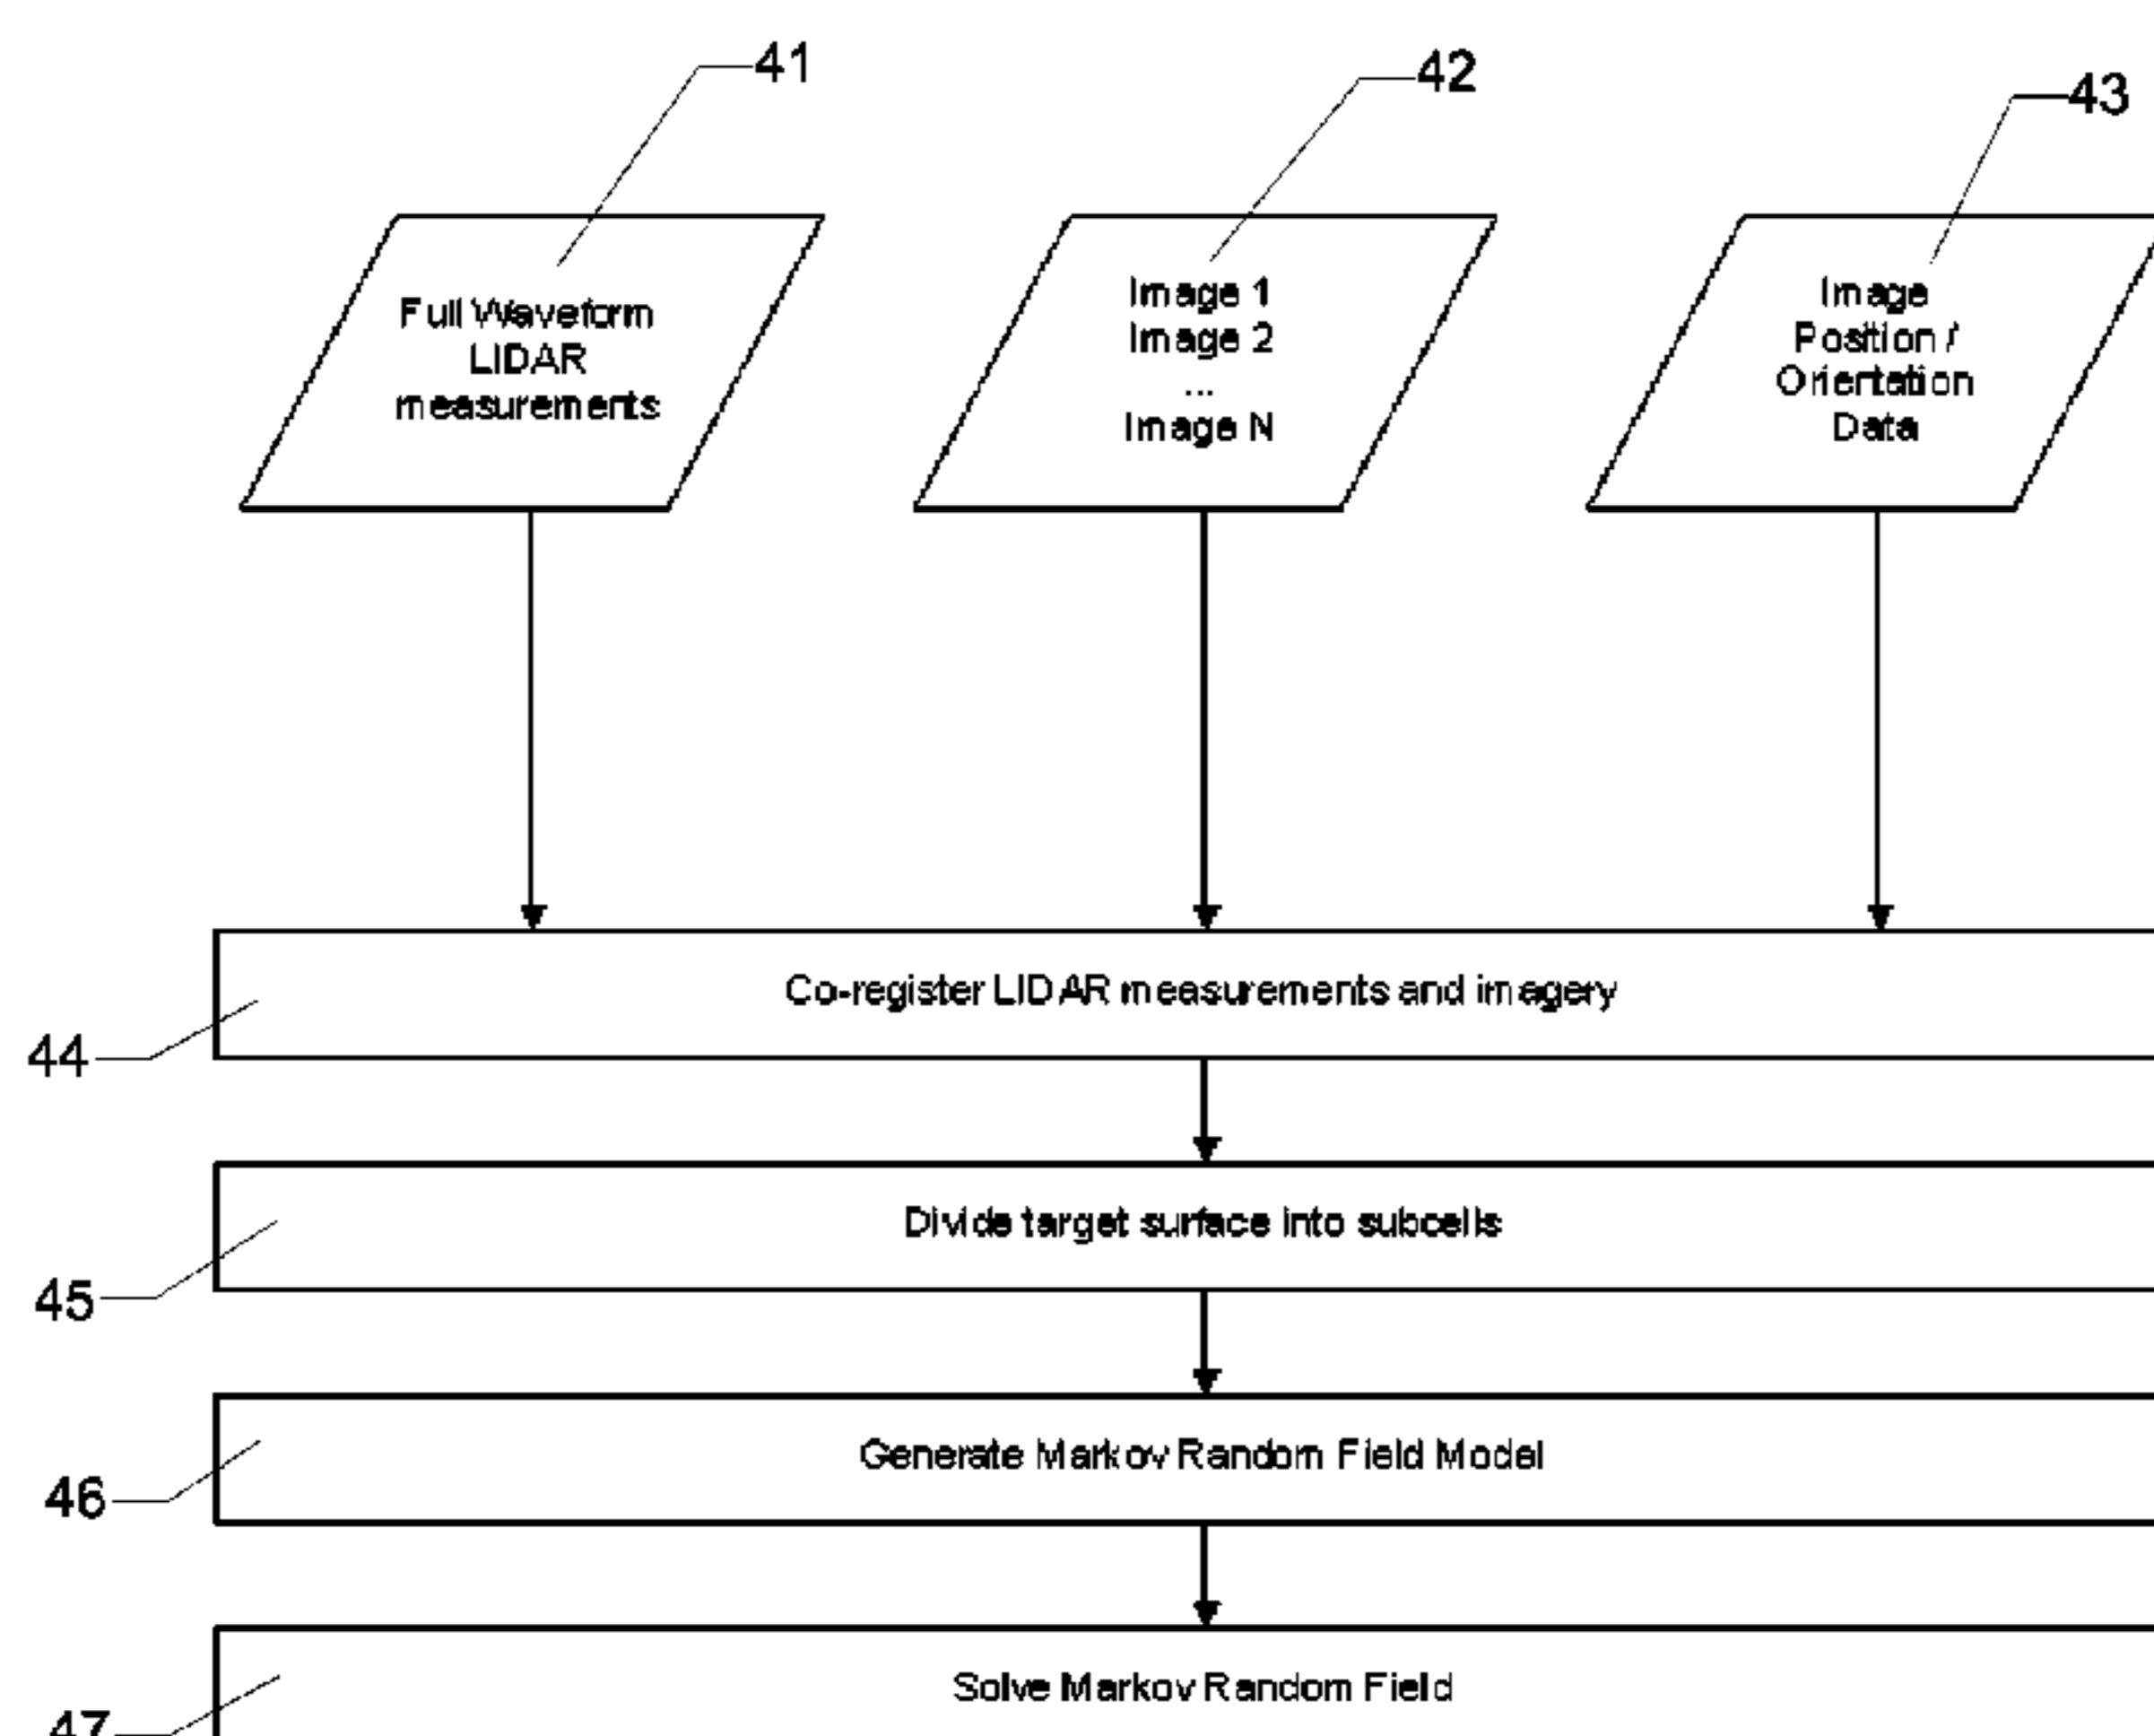 41
42
43
Full Waveform
LIDAR
measurements
Image 1
Image 2
...
Image N
Image
Position /
Orientation
Data
Co-register LIDAR measurements and imagery
44
Divide target surface into subcells
45
Generate Markov Random Field Model
46
Solve Markov Random Field
47